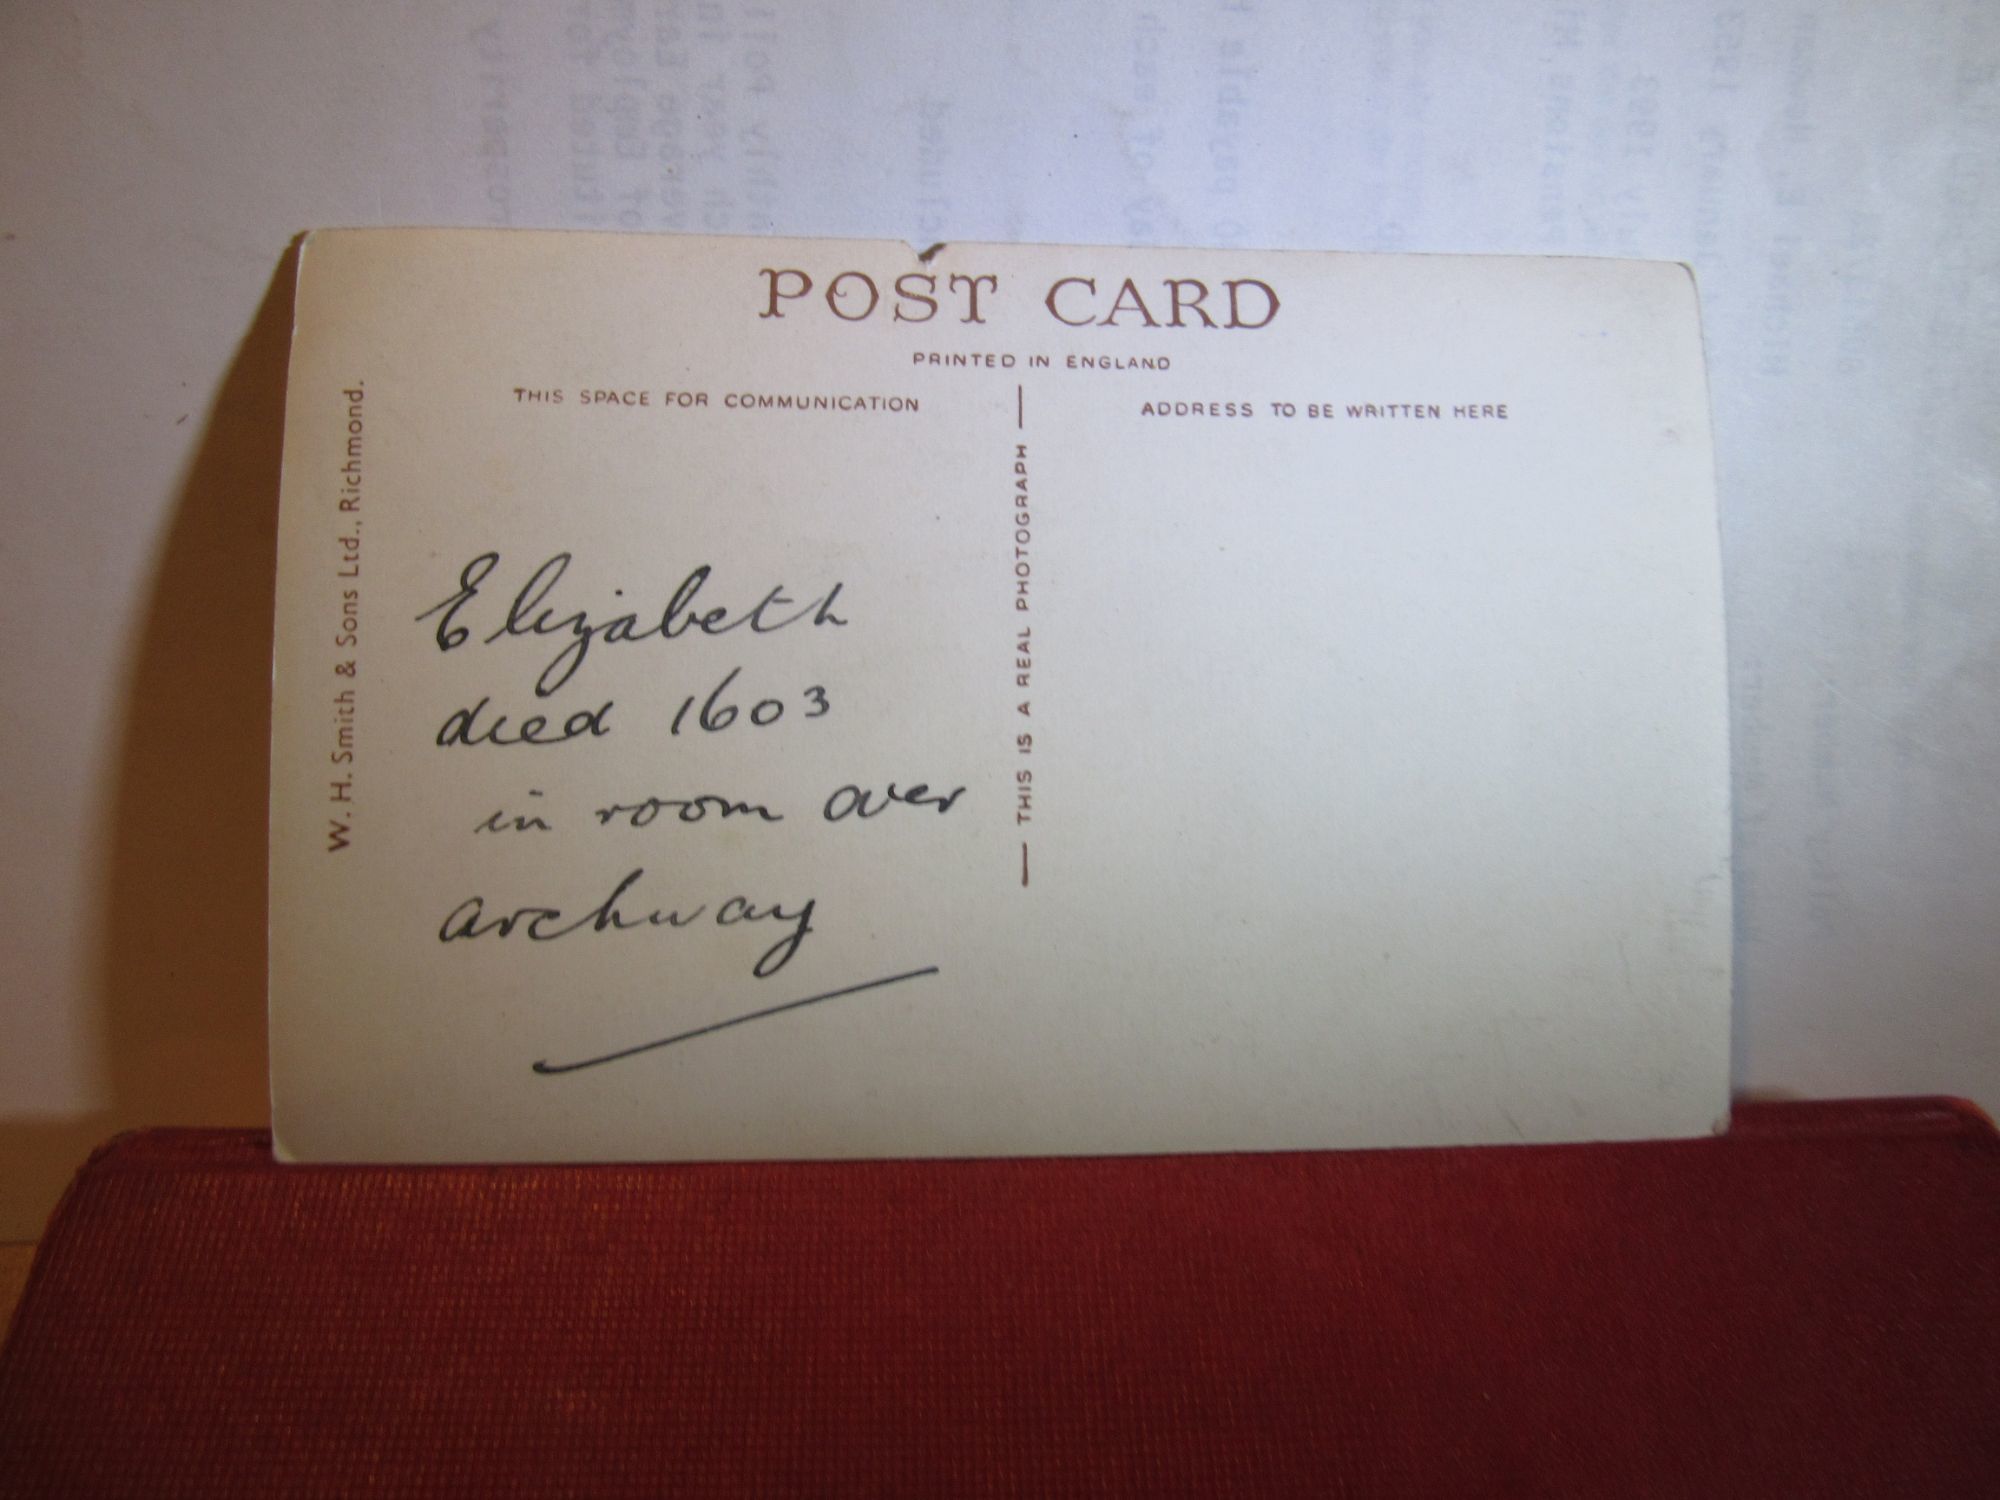 POST CARD
PRINTED IN ENGLAND
THIS SPACE FOR COMMUNICATION
ADDRESS TO BE WRITTEN HERE
W. H. Smith & Sons Ltd., Richmond.
Elizabeth
died 1603
in room over
archway
THIS IS A REAL PHOTOGRAPH